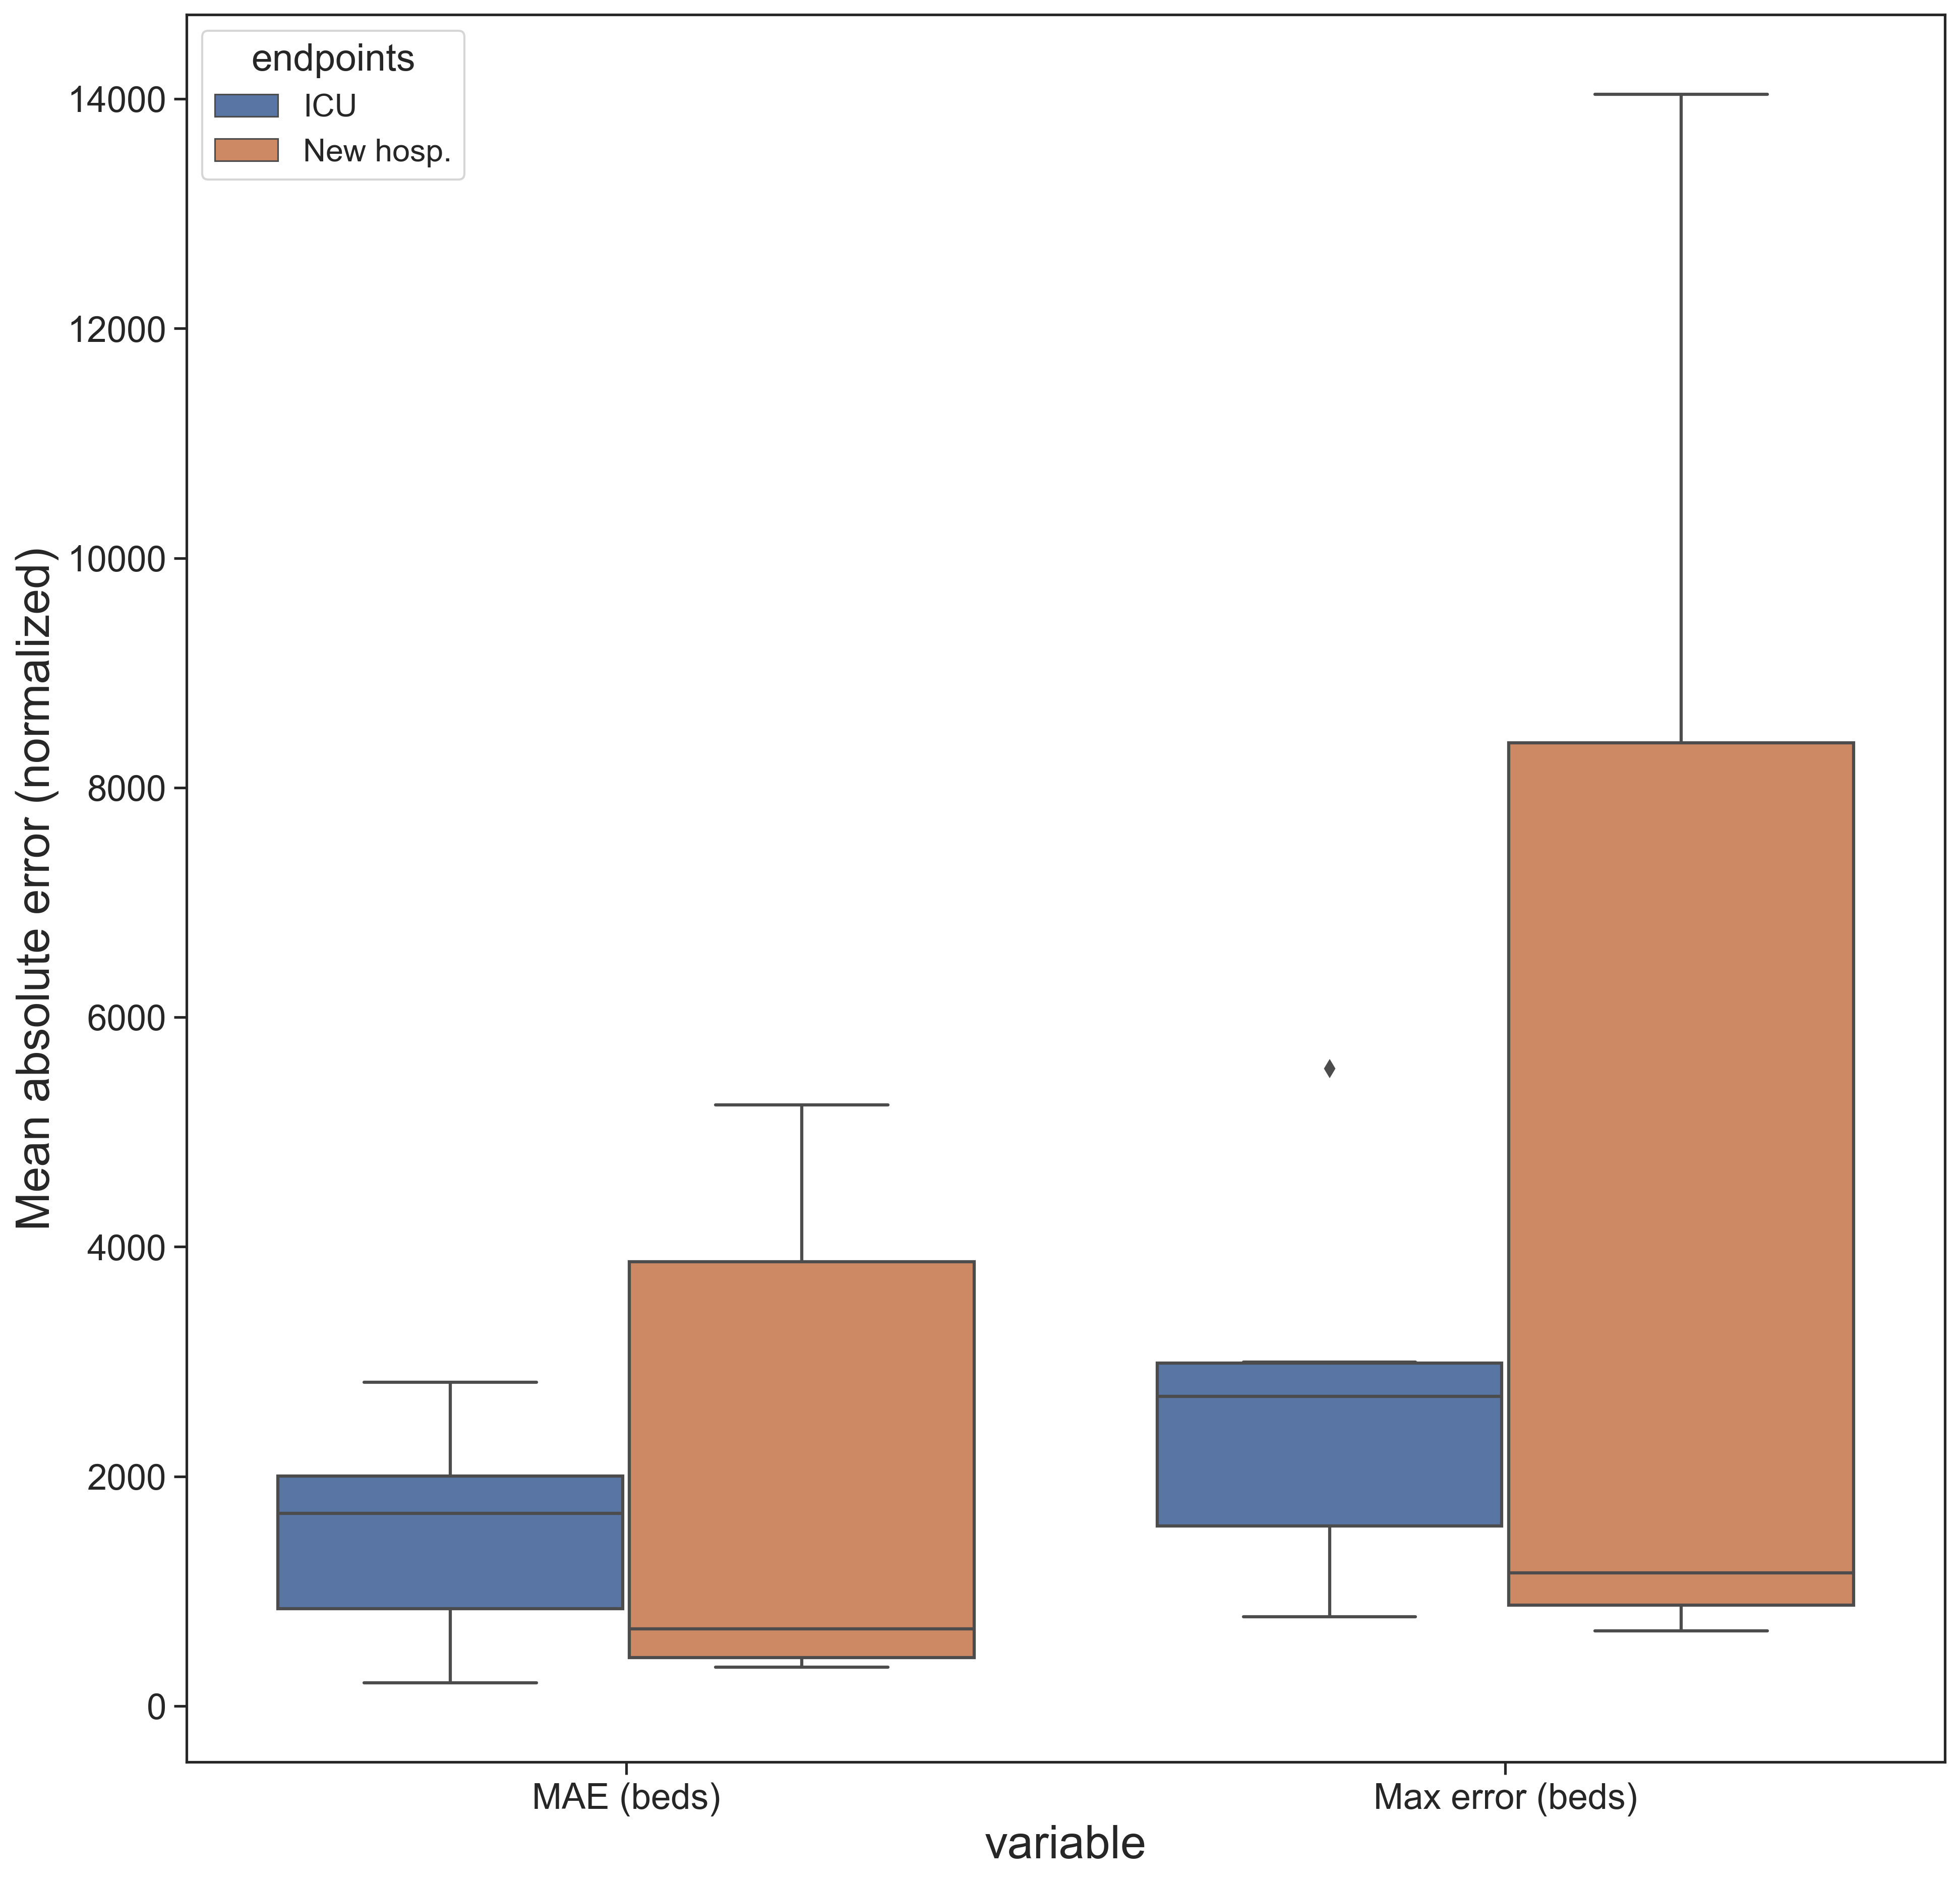 endpoints
ICU
New hosp.
Mean absolute error (normalized)
14000
12000
10000
8000
6000
4000
2000
0
MAE (beds)
Max error (beds)
variable